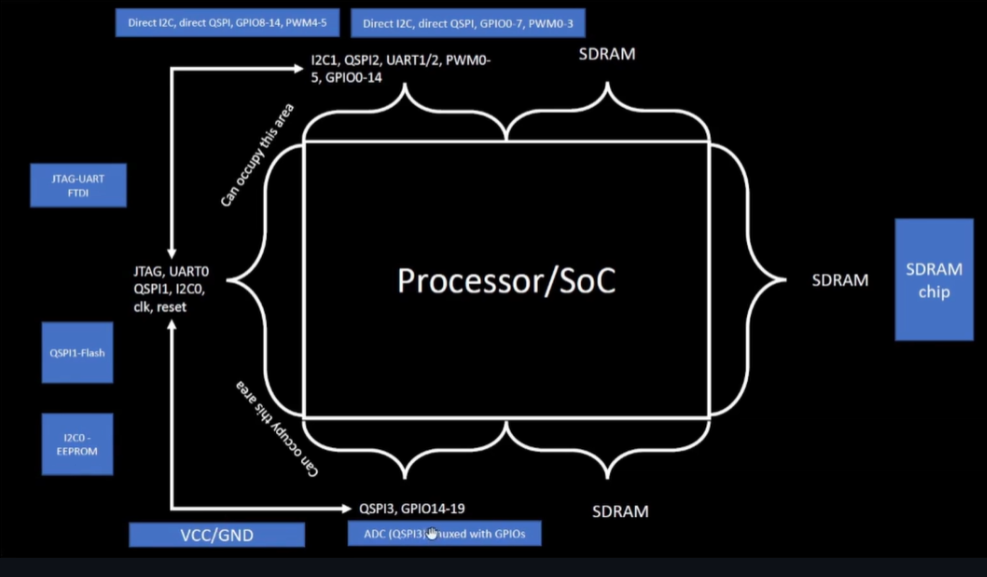 Direct I2C, direct QSPI, GPIO8-14, PWM4-5
Direct I2C, direct QSPI, GPIO0-7, PWM0-3
I2C1, QSPI2, UART1/2, PWM0-
5, GPIO0-14
SDRAM
Can occupy this area
JTAG-UART
FTDI
JTAG, UART0
QSPI1, I2C0,
clk, reset
Processor/SoC
SDRAM
SDRAM
chip
QSPI1-Flash
I2C0 -
EEPROM
Can occupy this area
QSPI3, GPIO14-19
SDRAM
VCC/GND
ADC (QSPI3) muxed with GPIOs